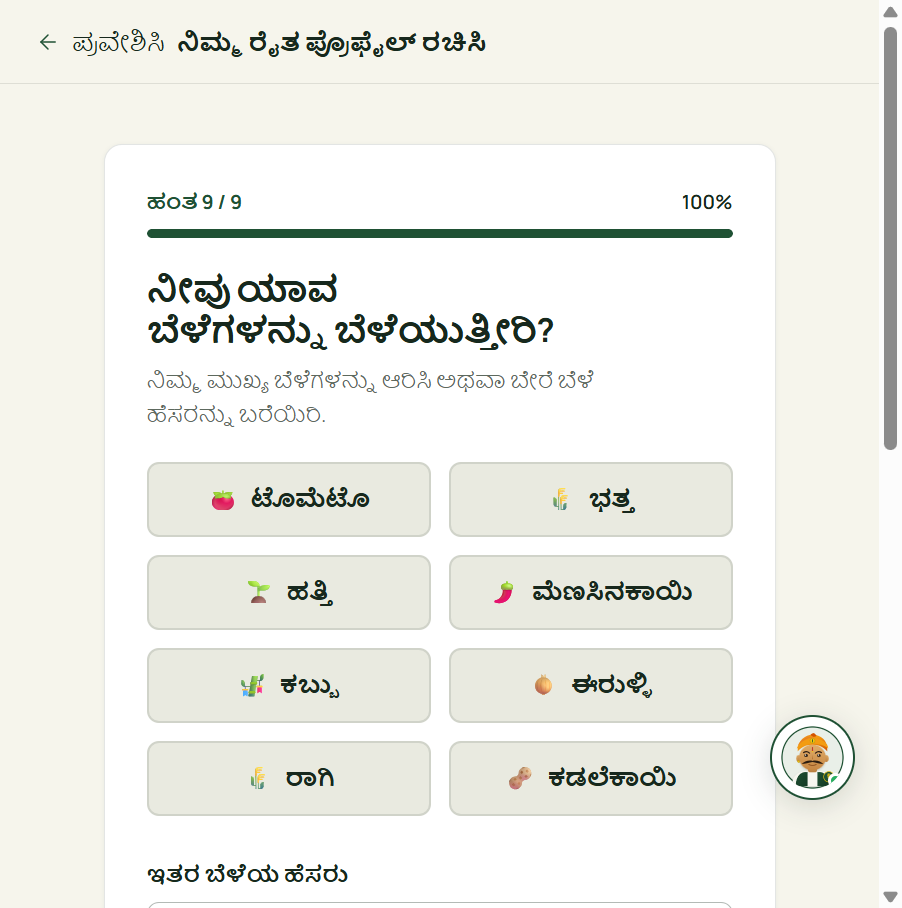 ← ಪ್ರವೇಶಿಸಿ ನಿಮ್ಮ ರೈತ ಪ್ರೊಫೈಲ್ ರಚಿಸಿ
ಹಂತ 9 / 9 100%
ನೀವು ಯಾವ
ಬೆಳೆಗಳನ್ನು ಬೆಳೆಯುತ್ತೀರಿ?
ನಿಮ್ಮ ಮುಖ್ಯ ಬೆಳೆಗಳನ್ನು ಆರಿಸಿ ಅಥವಾ ಬೇರೆ ಬೆಳೆ
ಹೆಸರನ್ನು ಬರೆಯಿರಿ.
ಟೊಮೆಟೊ ಭತ್ತ
ಹತ್ತಿ ಮೆಣಸಿನಕಾಯಿ
ಕಬ್ಬು ಈರುಳ್ಳಿ
ರಾಗಿ ಕಡಲೆಕಾಯಿ
ಇತರ ಬೆಳೆಯ ಹೆಸರು